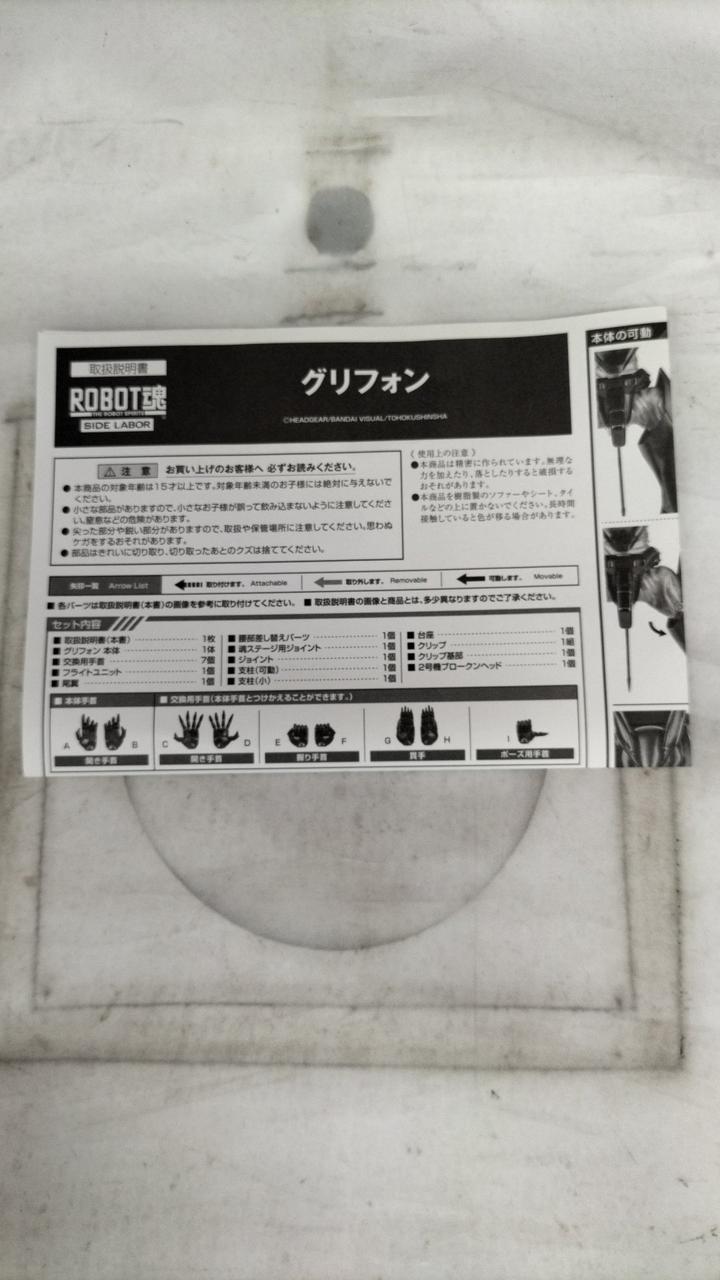 取扱説明書
ROBOT魂
THE ROBOT SPIRITS
SIDE LABOR
グリフォン
©HEADGEAR/BANDAI VISUAL/TOHOKUSHINSHA
⚠ 注 意 お買い上げのお客様へ 必ずお読みください。
● 本商品の対象年齢は15才以上です。対象年齢未満のお子様には絶対に与えないで
ください。
● 小さな部品がありますので、小さなお子様が誤って飲み込まないように注意してくださ
い。窒息などの危険があります。
● 尖った部分や鋭い部分がありますので、取扱や保管場所に注意してください。思わぬ
ケガをするおそれがあります。
● 部品はきれいに切り取り、切り取ったあとのクズは捨ててください。
〈 使用上の注意 〉
●本商品は精密に作られています。無理な
力を加えたり、落としたりすると破損する
おそれがあります。
●本商品を樹脂製のソファーやシート、タイ
ルなどの上に置かないでください。長時間
接触していると色が移る場合があります。
矢印一覧 Arrow List
取り付けます。 Attachable
取り外します。 Removable
可動します。 Movable
■ 各パーツは取扱説明書(本書)の画像を参考に取り付けてください。 ■ 取扱説明書の画像と商品とは、多少異なりますのでご了承ください。
セット内容
■ 取扱説明書(本書) 1枚
■ グリフォン 本体 1体
■ 交換用手首 7個
■ フライトユニット 1個
■ 尾翼 1個
■ 腰部差し替えパーツ 1個
■ 魂ステージ用ジョイント 1個
■ ジョイント 1個
■ 支柱(可動) 1個
■ 支柱(小) 1個
■ 台座 1個
■ クリップ 1組
■ クリップ基部 1個
■ 2号機ブロークンヘッド 1個
■ 本体手首
■ 交換用手首(本体手首とつけかえることができます。)
A B
開き手首
C D
開き手首
E F
握り手首
G H
貫手
I
ポーズ用手首
本体の可動